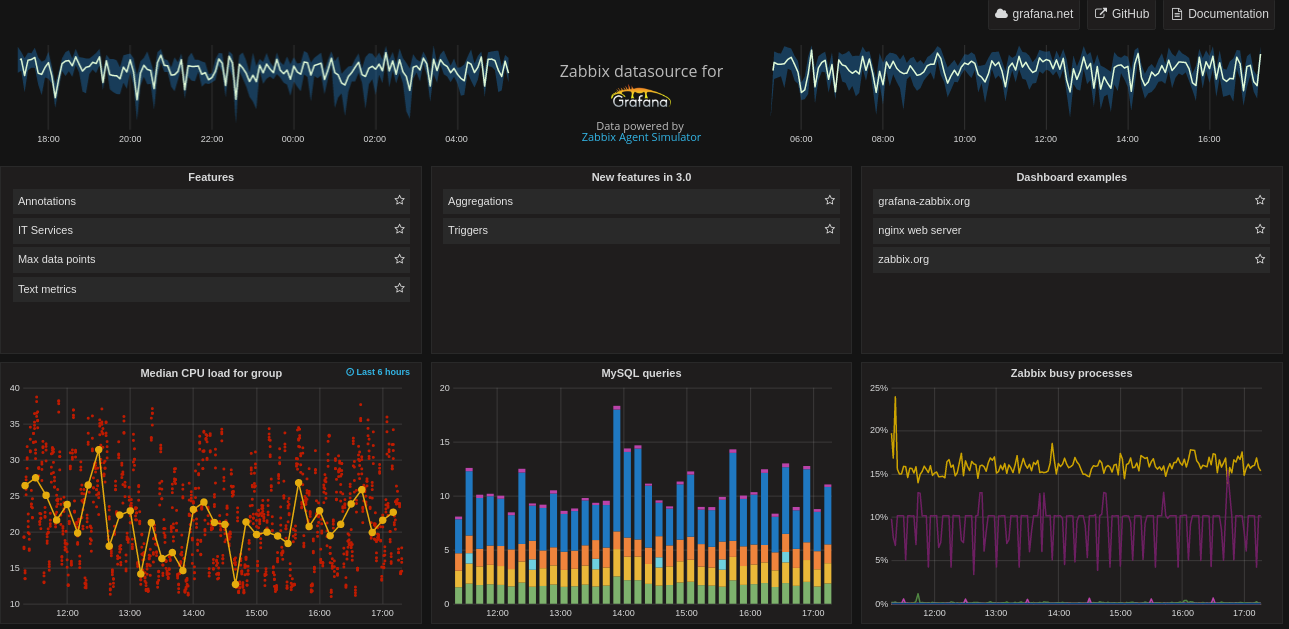 grafana.net GitHub Documentation
Zabbix datasource for
Grafana
Data powered by
Zabbix Agent Simulator
18:00 20:00 22:00 00:00 02:00 04:00
06:00 08:00 10:00 12:00 14:00 16:00
Features
Annotations
IT Services
Max data points
Text metrics
New features in 3.0
Aggregations
Triggers
Dashboard examples
grafana-zabbix.org
nginx web server
zabbix.org
Median CPU load for group
Last 6 hours
40
35
30
25
20
15
10
12:00 13:00 14:00 15:00 16:00 17:00
MySQL queries
20
15
10
5
0
12:00 13:00 14:00 15:00 16:00 17:00
Zabbix busy processes
25%
20%
15%
10%
5%
0%
12:00 13:00 14:00 15:00 16:00 17:00